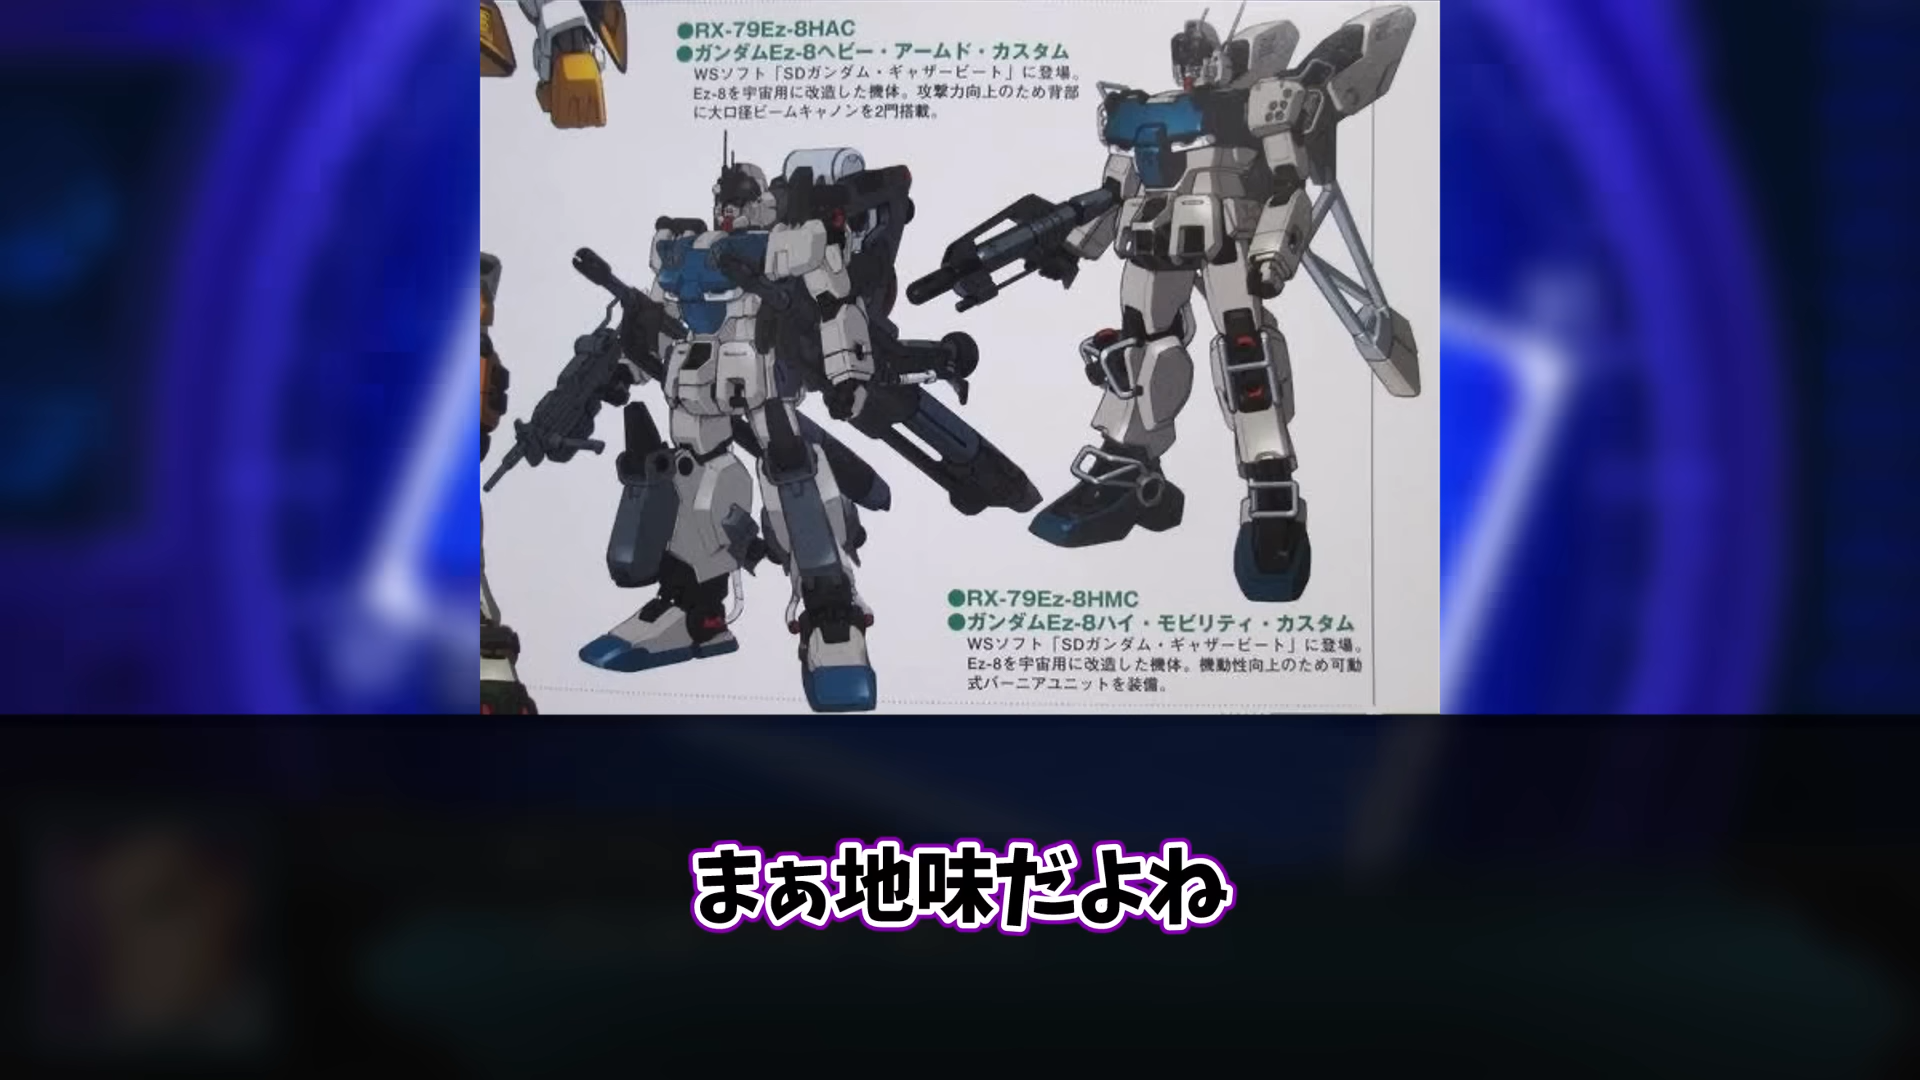 ●RX-79Ez-8HAC
●ガンダムEz-8ヘビー・アームド・カスタム
WSソフト「SDガンダム・ギャザービート」に登場。
Ez-8を宇宙用に改造した機体。攻撃力向上のため背部
に大口径ビームキャノンを2門搭載。
●RX-79Ez-8HMC
●ガンダムEz-8ハイ・モビリティ・カスタム
WSソフト「SDガンダム・ギャザービート」に登場。
Ez-8を宇宙用に改造した機体。機動性向上のため可動
式バーニアユニットを装備。
まぁ地味だよね